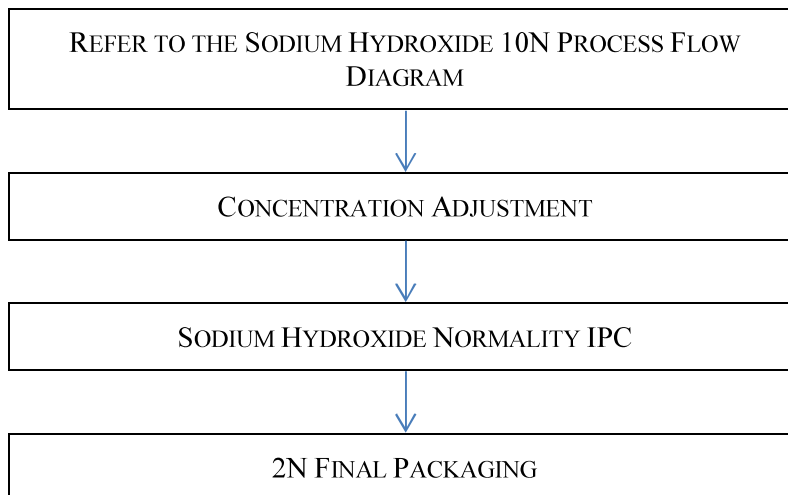 REFER TO THE SODIUM HYDROXIDE 10N PROCESS FLOW
DIAGRAM
CONCENTRATION ADJUSTMENT
SODIUM HYDROXIDE NORMALITY IPC
2N FINAL PACKAGING